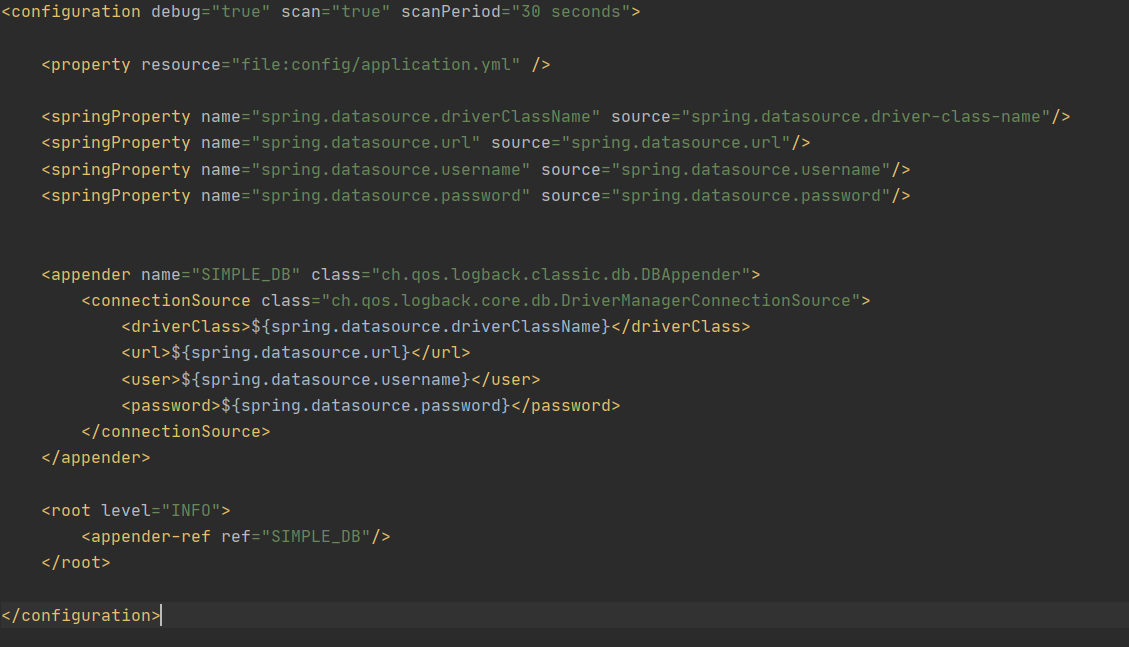 <configuration debug="true" scan="true" scanPeriod="30 seconds">
<property resource="file:config/application.yml" />
<springProperty name="spring.datasource.driverClassName" source="spring.datasource.driver-class-name"/>
<springProperty name="spring.datasource.url" source="spring.datasource.url"/>
<springProperty name="spring.datasource.username" source="spring.datasource.username"/>
<springProperty name="spring.datasource.password" source="spring.datasource.password"/>
<appender name="SIMPLE_DB" class="ch.qos.logback.classic.db.DBAppender">
<connectionSource class="ch.qos.logback.core.db.DriverManagerConnectionSource">
<driverClass>${spring.datasource.driverClassName}</driverClass>
<url>${spring.datasource.url}</url>
<user>${spring.datasource.username}</user>
<password>${spring.datasource.password}</password>
</connectionSource>
</appender>
<root level="INFO">
<appender-ref ref="SIMPLE_DB"/>
</root>
</configuration>